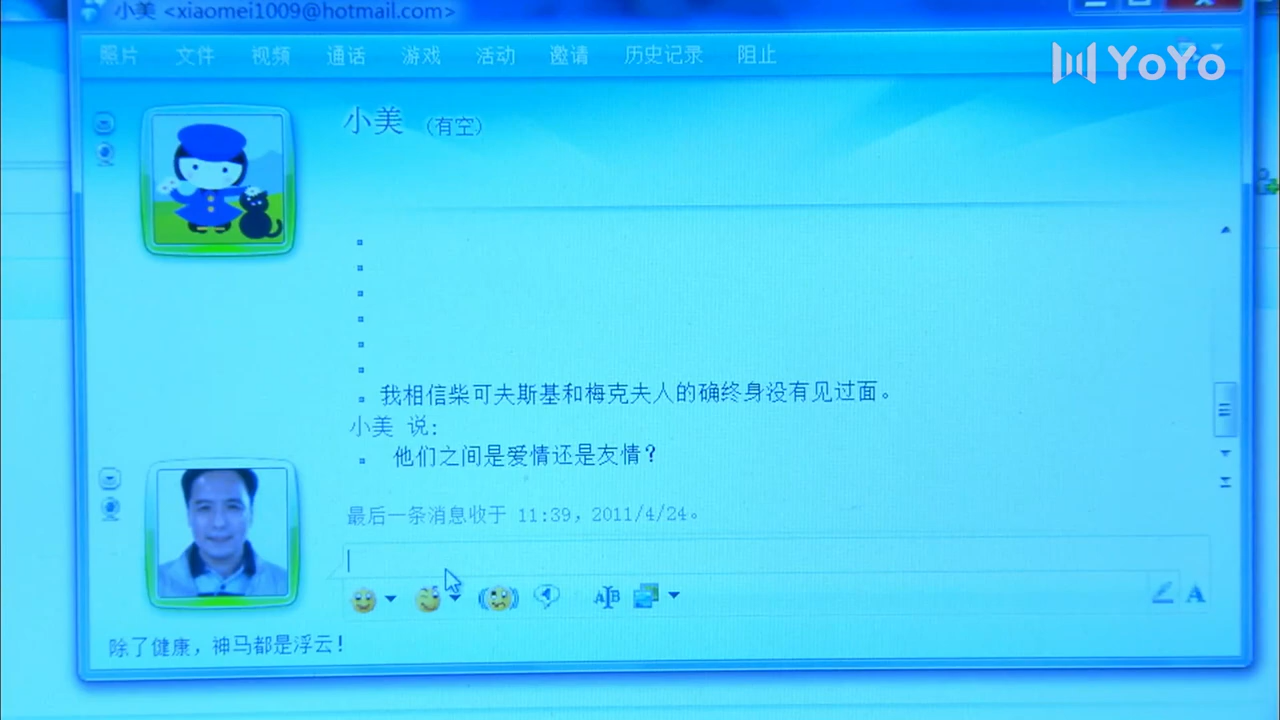 小美 <xiaomei1009@hotmail.com>
照片 文件 视频 通话 游戏 活动 邀请 历史记录 阻止
YoYo
小美 (有空)
我相信柴可夫斯基和梅克夫人的确终身没有见过面。
小美 说:
他们之间是爱情还是友情?
最后一条消息收于 11:39, 2011/4/24。
AB
A
除了健康，神马都是浮云!